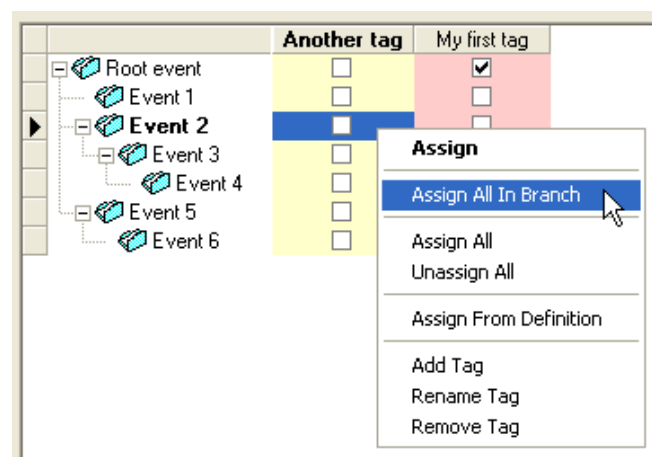 Another tag My first tag
Root event
Event 1
Event 2
Event 3
Event 4
Event 5
Event 6
Assign
Assign All In Branch
Assign All
Unassign All
Assign From Definition
Add Tag
Rename Tag
Remove Tag